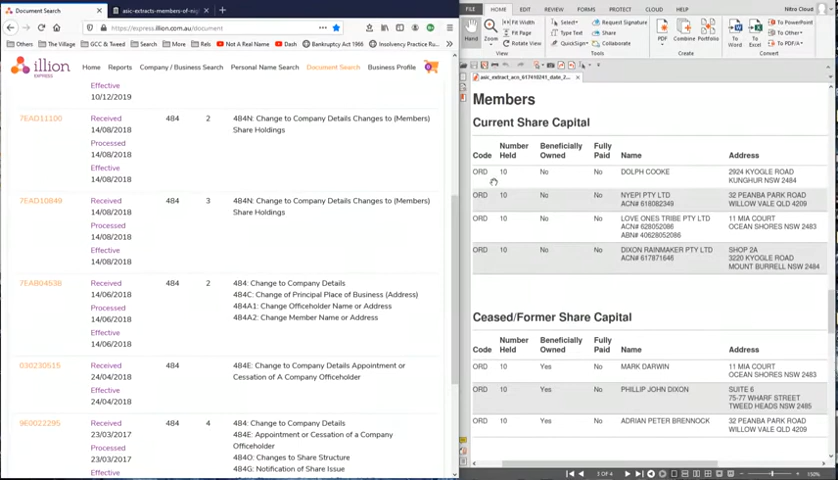 Document Search
asic-extracts-members-of-nigh
https://express.illion.com.au/document
Others
The Village
GCC & Tweed
Search
More
Rels
Not A Real Name
Dash
Bankruptcy Act 1966
Insolvency Practice Ru
illion
EXPRESS
Home
Reports
Company / Business Search
Personal Name Search
Document Search
Business Profile
Effective
10/12/2019
7EAD11100
Received
14/08/2018
Processed
14/08/2018
Effective
14/08/2018
484
2
484N: Change to Company Details Changes to (Members)
Share Holdings
7EAD10849
Received
14/08/2018
Processed
14/08/2018
Effective
14/08/2018
484
3
484N: Change to Company Details Changes to (Members)
Share Holdings
7EAB04538
Received
14/06/2018
Processed
14/06/2018
Effective
14/06/2018
484
2
484: Change to Company Details
484C: Change of Principal Place of Business (Address)
484A1: Change Officeholder Name or Address
484A2: Change Member Name or Address
030230515
Received
24/04/2018
Effective
24/04/2018
484
484E: Change to Company Details Appointment or
Cessation of A Company Officeholder
9E0022295
Received
23/03/2017
Processed
23/03/2017
Effective
484
4
484: Change to Company Details
484E: Appointment or Cessation of a Company
Officeholder
484O: Changes to Share Structure
484G: Notification of Share Issue
FILE
HOME
EDIT
REVIEW
FORMS
PROTECT
ERASE
HELP
Nitro Cloud
Hand
Zoom
Fit Width
Fit Page
Rotate View
View
Select
Type Text
QuickSign
Request Signature
Share
Collaborate
Tools
PDF
Combine
Portfolio
Create
To Word
To Excel
To PowerPoint
To Other
To PDF/A
Convert
asic_extract_acn_617410241_date_2...
Members
Current Share Capital
Code
Number Held
Beneficially Owned
Fully Paid
Name
Address
ORD 10 No No DOLPH COOKE 2924 KYOGLE ROAD
KUNGHUR NSW 2484
ORD 10 No No NYEPI PTY LTD 32 PEANBA PARK ROAD
ACN# 618082349 WILLOW VALE QLD 4209
ORD 10 No No LOVE ONES TRIBE PTY LTD 11 MIA COURT
ACN# 628052086 OCEAN SHORES NSW 2483
ABN# 40628052086
ORD 10 No No DIXON RAINMAKER PTY LTD SHOP 2A
ACN# 617871646 3220 KYOGLE ROAD
MOUNT BURRELL NSW 2484
Ceased/Former Share Capital
Code
Number Held
Beneficially Owned
Fully Paid
Name
Address
ORD 10 Yes No MARK DARWIN 11 MIA COURT
OCEAN SHORES NSW 2483
ORD 10 Yes No PHILLIP JOHN DIXON SUITE 6
75-77 WHARF STREET
TWEED HEADS NSW 2485
ORD 10 Yes No ADRIAN PETER BRENNOCK 32 PEANBA PARK ROAD
WILLOW VALE QLD 4209
3 OF 4
150%